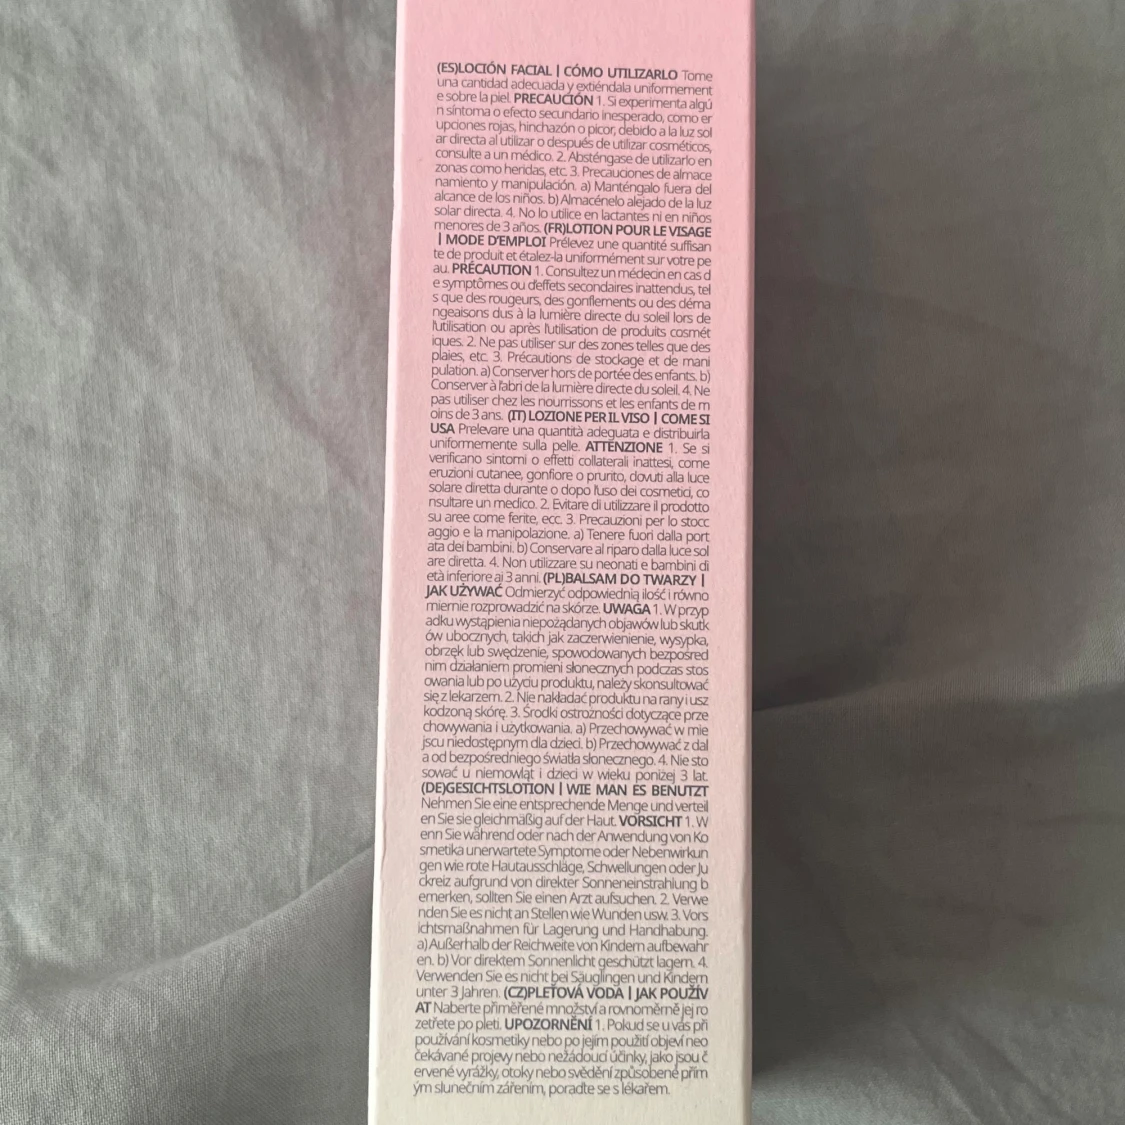 (ES)LOCIÓN FACIAL | CÓMO UTILIZARLO Tome
una cantidad adecuada y extiéndala uniformement
e sobre la piel. PRECAUCIÓN 1. Si experimenta algú
n síntoma o efecto secundario inesperado, como er
upciones rojas, hinchazón o picor, debido a la luz sol
ar directa al utilizar o después de utilizar cosméticos,
consulte a un médico. 2. Absténgase de utilizarlo en
zonas como heridas, etc. 3. Precauciones de almace
namiento y manipulación. a) Manténgalo fuera del
alcance de los niños. b) Almacénelo alejado de la luz
solar directa. 4. No lo utilice en lactantes ni en niños
menores de 3 años. (FR)LOTION POUR LE VISAGE
| MODE D'EMPLOI Prélevez une quantité suffisan
te de produit et étalez-la uniformément sur votre pe
au. PRÉCAUTION 1. Consultez un médecin en cas d
e symptômes ou d'effets secondaires inattendus, tel
s que des rougeurs, des gonflements ou des déma
ngeaisons dus à la lumière directe du soleil lors de
l'utilisation ou après l'utilisation de produits cosmét
iques. 2. Ne pas utiliser sur des zones telles que des
plaies, etc. 3. Précautions de stockage et de mani
pulation. a) Conserver hors de portée des enfants. b)
Conserver à l'abri de la lumière directe du soleil. 4. Ne
pas utiliser chez les nourrissons et les enfants de m
oins de 3 ans. (IT) LOZIONE PER IL VISO | COME SI
USA Prelevare una quantità adeguata e distribuirla
uniformemente sulla pelle. ATTENZIONE 1. Se si
verificano sintomi o effetti collaterali inattesi, come
eruzioni cutanee, gonfiore o prurito, dovuti alla luce
solare diretta durante o dopo l'uso dei cosmetici, co
nsultare un medico. 2. Evitare di utilizzare il prodotto
su aree come ferite, ecc. 3. Precauzioni per lo stocc
aggio e la manipolazione. a) Tenere fuori dalla port
ata dei bambini. b) Conservare al riparo dalla luce sol
are diretta. 4. Non utilizzare su neonati e bambini di
età inferiore ai 3 anni. (PL)BALSAM DO TWARZY |
JAK UŻYWAĆ Odmierzyć odpowiednią ilość i równo
miernie rozprowadzić na skórze. UWAGA 1. W przyp
adku wystąpienia niepożądanych objawów lub skutk
ów ubocznych, takich jak zaczerwienienie, wysypka,
obrzęk lub swędzenie, spowodowanych bezpośred
nim działaniem promieni słonecznych podczas stos
owania lub po użyciu produktu, należy skonsultować
się z lekarzem. 2. Nie nakładać produktu na rany i usz
kodzoną skórę. 3. Środki ostrożności dotyczące prze
chowywania i użytkowania. a) Przechowywać w mie
jscu niedostępnym dla dzieci. b) Przechowywać z dal
a od bezpośredniego światła słonecznego. 4. Nie sto
sować u niemowląt i dzieci w wieku poniżej 3 lat.
(DE)GESICHTSLOTION | WIE MAN ES BENUTZT
Nehmen Sie eine entsprechende Menge und verteil
en Sie sie gleichmäßig auf der Haut. VORSICHT 1. W
enn Sie während oder nach der Anwendung von Ko
smetika unerwartete Symptome oder Nebenwirkun
gen wie rote Hautausschläge, Schwellungen oder Ju
ckreiz aufgrund von direkter Sonneneinstrahlung b
emerken, sollten Sie einen Arzt aufsuchen. 2. Verwe
nden Sie es nicht an Stellen wie Wunden usw. 3. Vors
ichtsmaßnahmen für Lagerung und Handhabung.
a) Außerhalb der Reichweite von Kindern aufbewahr
en. b) Vor direktem Sonnenlicht geschützt lagern. 4.
Verwenden Sie es nicht bei Säuglingen und Kindern
unter 3 Jahren. (CZ)PLEŤOVÁ VODA | JAK POUŽÍV
AT Naberte přiměřené množství a rovnoměrně jej ro
zetřete po pleti. UPOZORNĚNÍ 1. Pokud se u vás při
používání kosmetiky nebo po jejím použití objeví neo
čekávané projevy nebo nežádoucí účinky, jako jsou č
ervené vyrážky, otoky nebo svědění způsobené přím
ým slunečním zářením, poraďte se s lékařem.